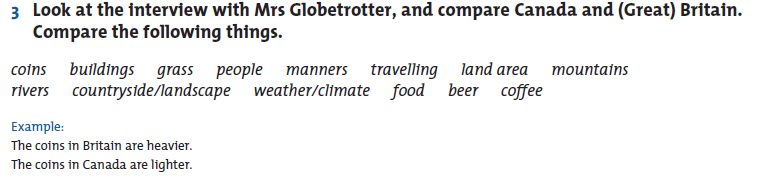 3 Look at the interview with Mrs Globetrotter, and compare Canada and (Great) Britain.
Compare the following things.
coins buildings grass people manners travelling land area mountains
rivers countryside/landscape weather/climate food beer coffee
Example:
The coins in Britain are heavier.
The coins in Canada are lighter.